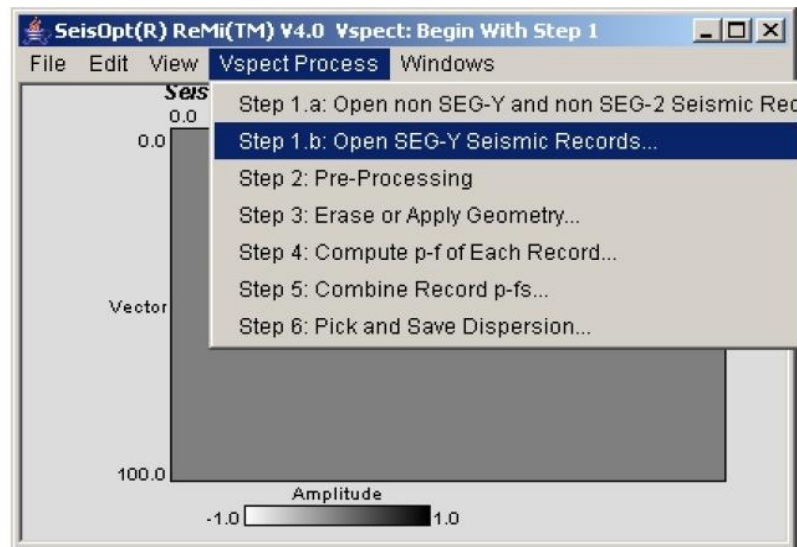 SeisOpt(R) ReMi(TM) V4.0 Vspect: Begin With Step 1
File Edit View Vspect Process Windows
Seis
0.0
0.0
Step 1.a: Open non SEG-Y and non SEG-2 Seismic Rec
Step 1.b: Open SEG-Y Seismic Records...
Step 2: Pre-Processing
Step 3: Erase or Apply Geometry...
Step 4: Compute p-f of Each Record...
Step 5: Combine Record p-fs...
Step 6: Pick and Save Dispersion...
Vector
100.0
Amplitude
-1.0 1.0